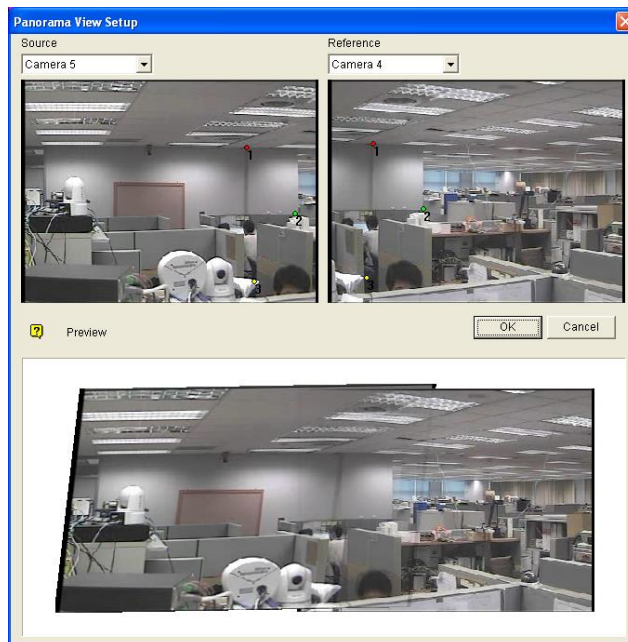 Panorama View Setup
Source
Reference
Camera 5
Camera 4
1
2
3
1
2
3
Preview
OK
Cancel